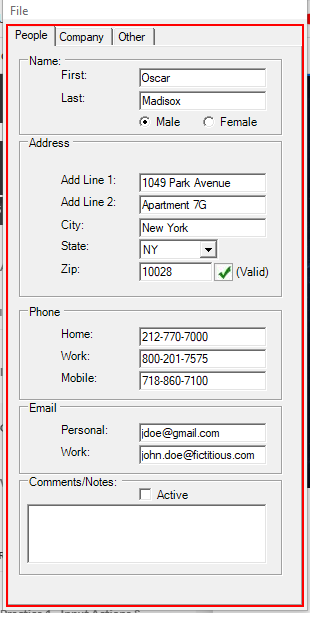 File
People Company Other
Name:
First: Oscar
Last: Madisox
Male Female
Address
Add Line 1: 1049 Park Avenue
Add Line 2: Apartment 7G
City: New York
State: NY
Zip: 10028 (Valid)
Phone
Home: 212-770-7000
Work: 800-201-7575
Mobile: 718-860-7100
Email
Personal: jdoe@gmail.com
Work: john.doe@fictitious.com
Comments/Notes:
Active